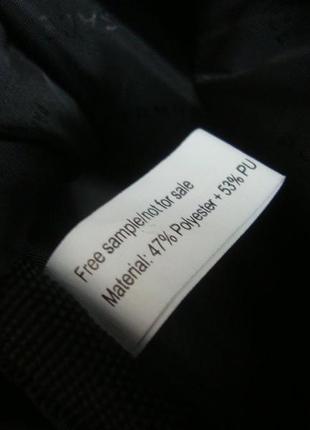 Free sample/not for sale
Material: 47% Polyester + 53% PU